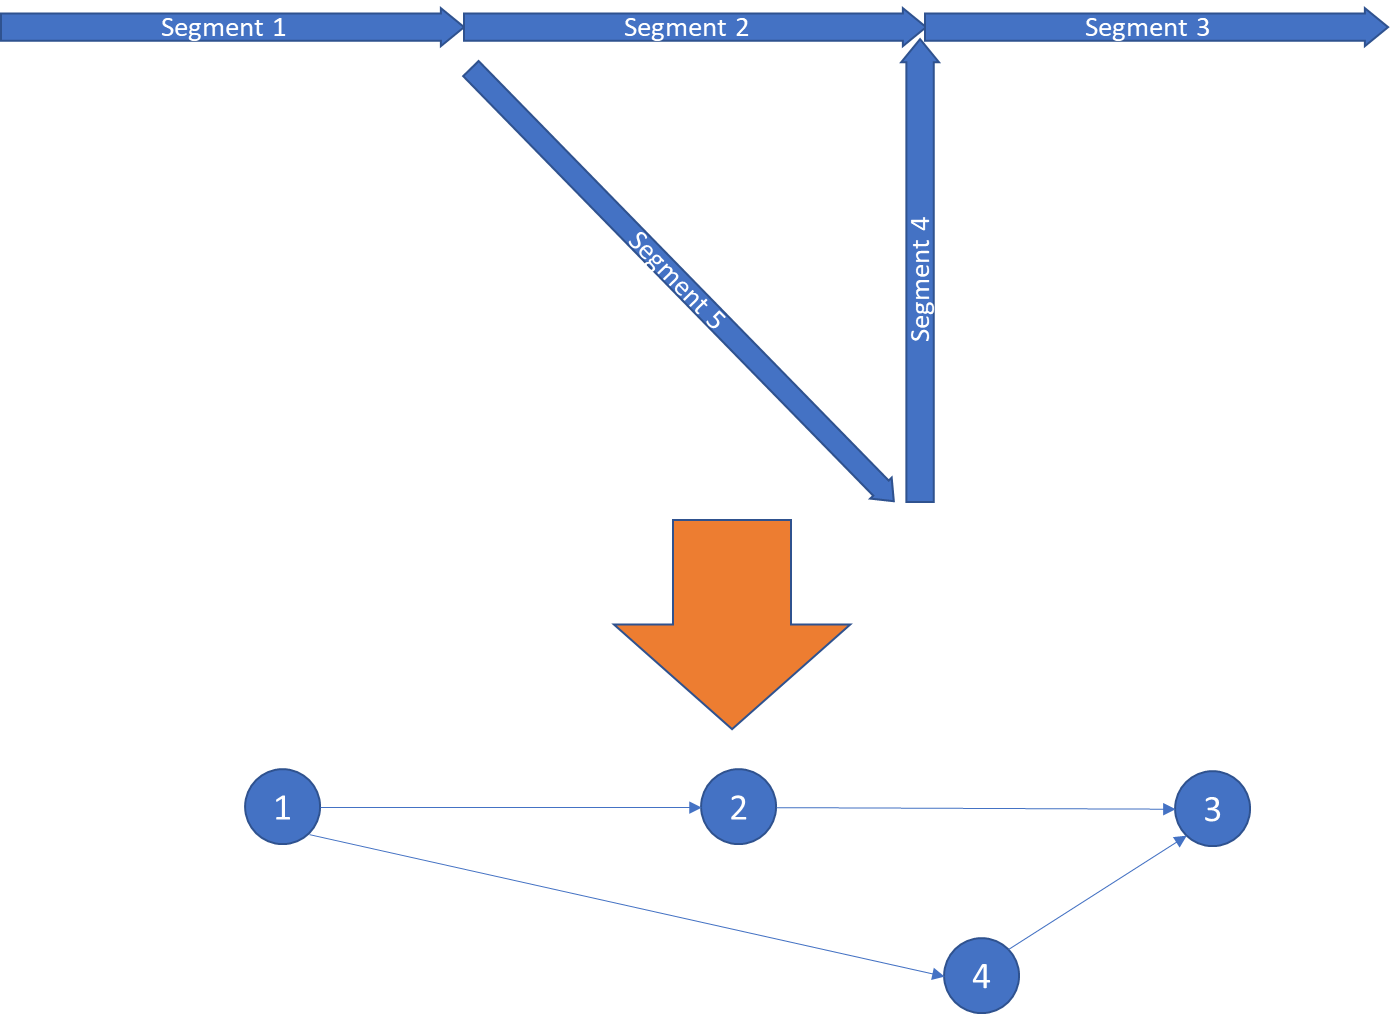 Segment 1
Segment 2
Segment 3
Segment 5
Segment 4
1
2
3
4